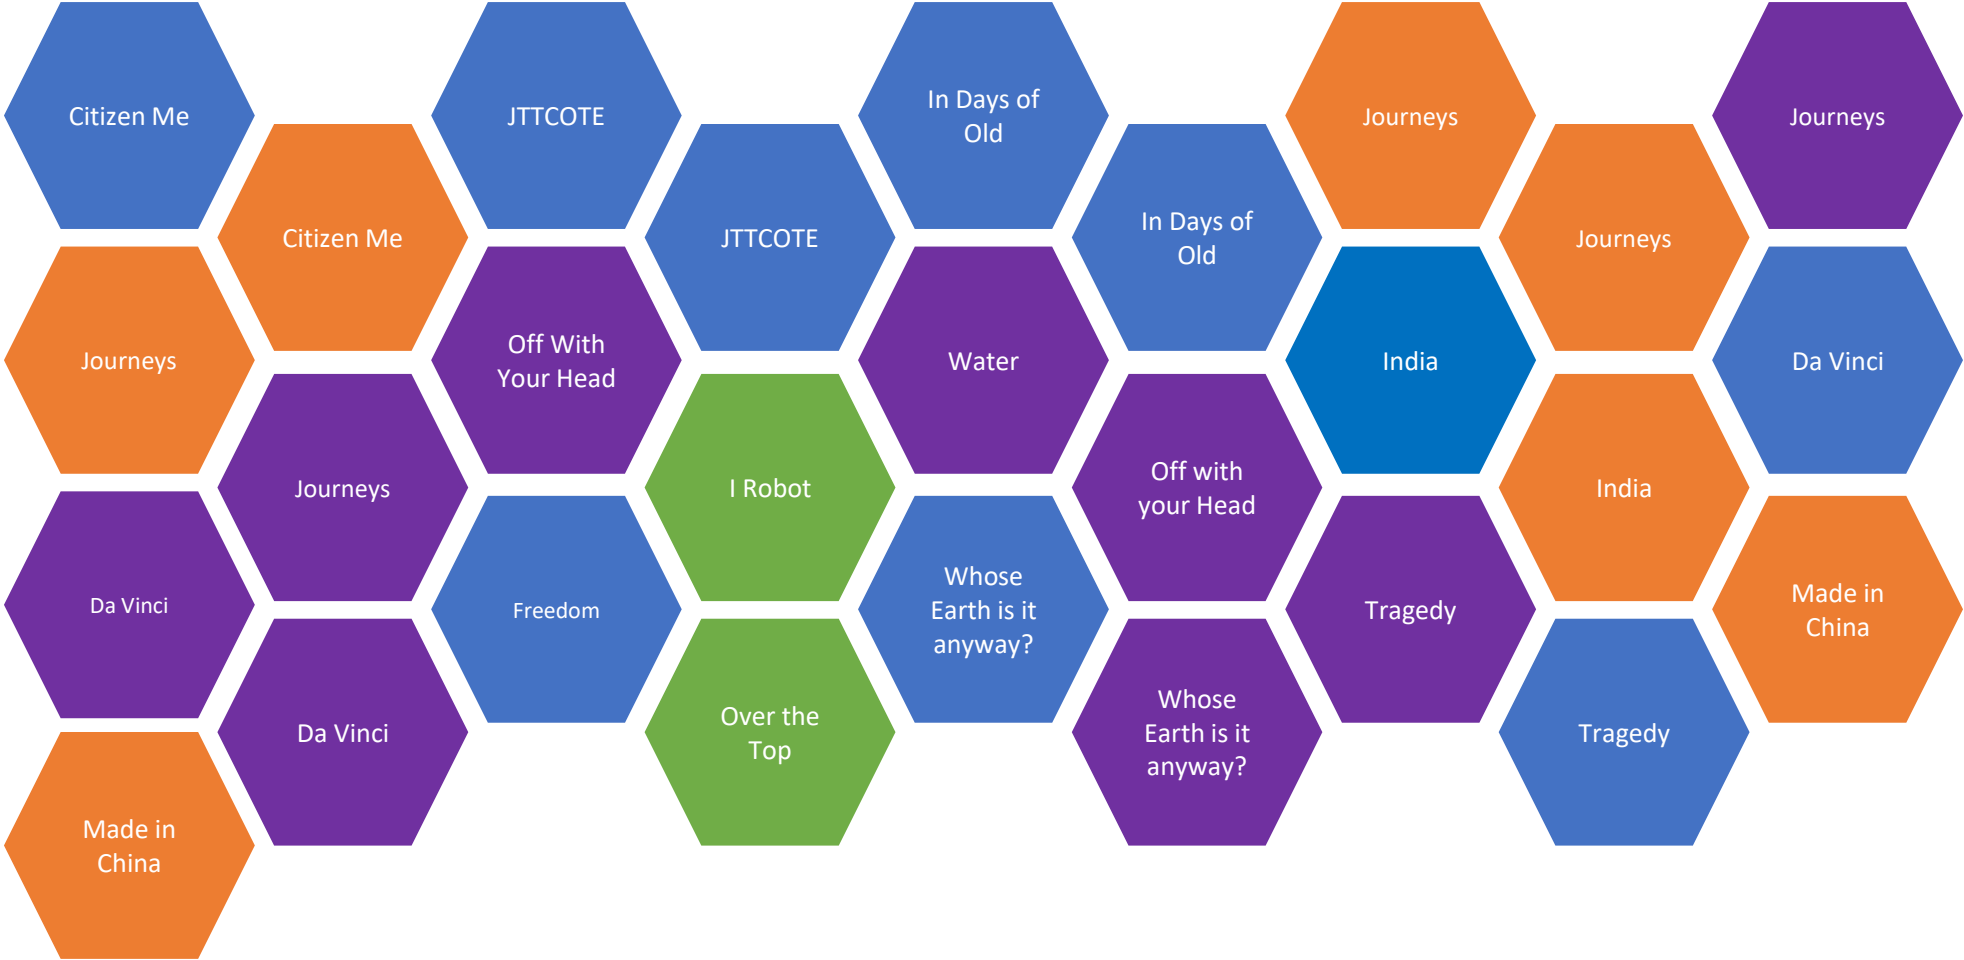 Citizen Me
JTTCOTE
In Days of
Old
Journeys
Journeys
Citizen Me
JTTCOTE
In Days of
Old
Journeys
Journeys
Off With
Your Head
Water
India
Da Vinci
Journeys
I Robot
Off with
your Head
India
Da Vinci
Freedom
Whose
Earth is it
anyway?
Tragedy
Made in
China
Da Vinci
Over the
Top
Whose
Earth is it
anyway?
Tragedy
Made in
China